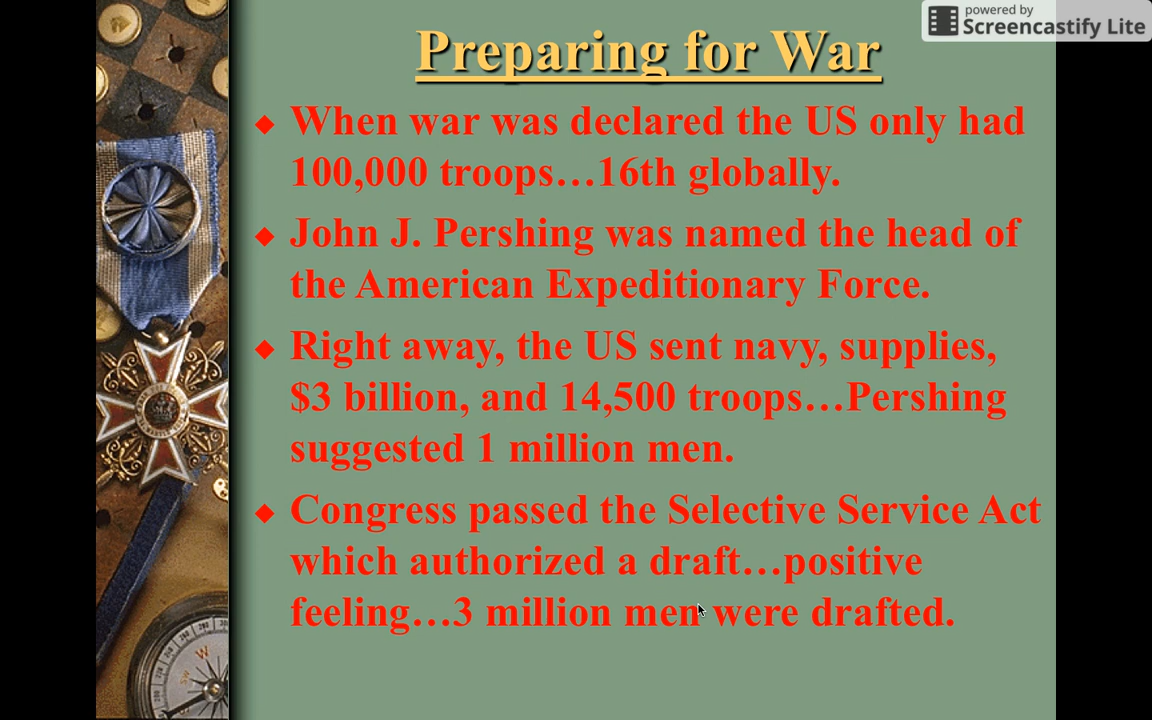 powered by
Screencastify Lite
Preparing for War
When war was declared the US only had
100,000 troops…16th globally.
John J. Pershing was named the head of
the American Expeditionary Force.
Right away, the US sent navy, supplies,
$3 billion, and 14,500 troops…Pershing
suggested 1 million men.
Congress passed the Selective Service Act
which authorized a draft…positive
feeling…3 million men were drafted.
W
SW